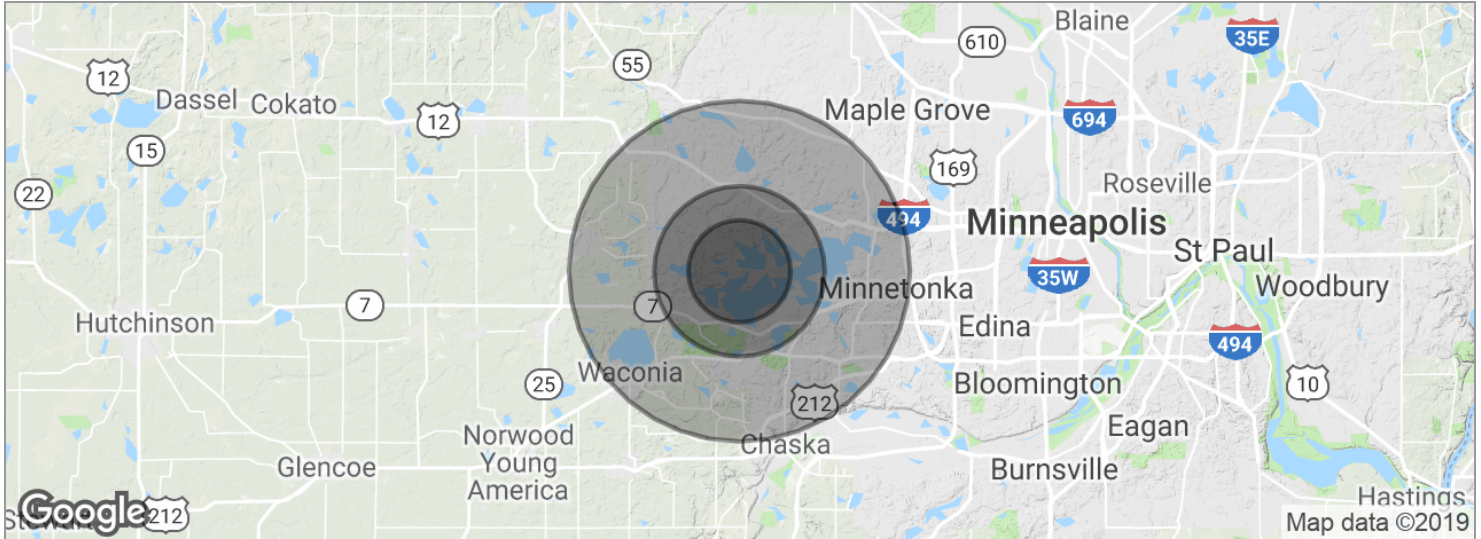 Blaine
35E
610
55
12
Dassel
Cokato
12
Maple Grove
694
15
169
22
Roseville
494
Minneapolis
St Paul
35W
Minnetonka
Woodbury
7
7
Hutchinson
Edina
494
Waconia
25
Bloomington
10
212
Eagan
Norwood
Young
America
Chaska
Glencoe
Burnsville
Hastings
Google
212
Map data ©2019